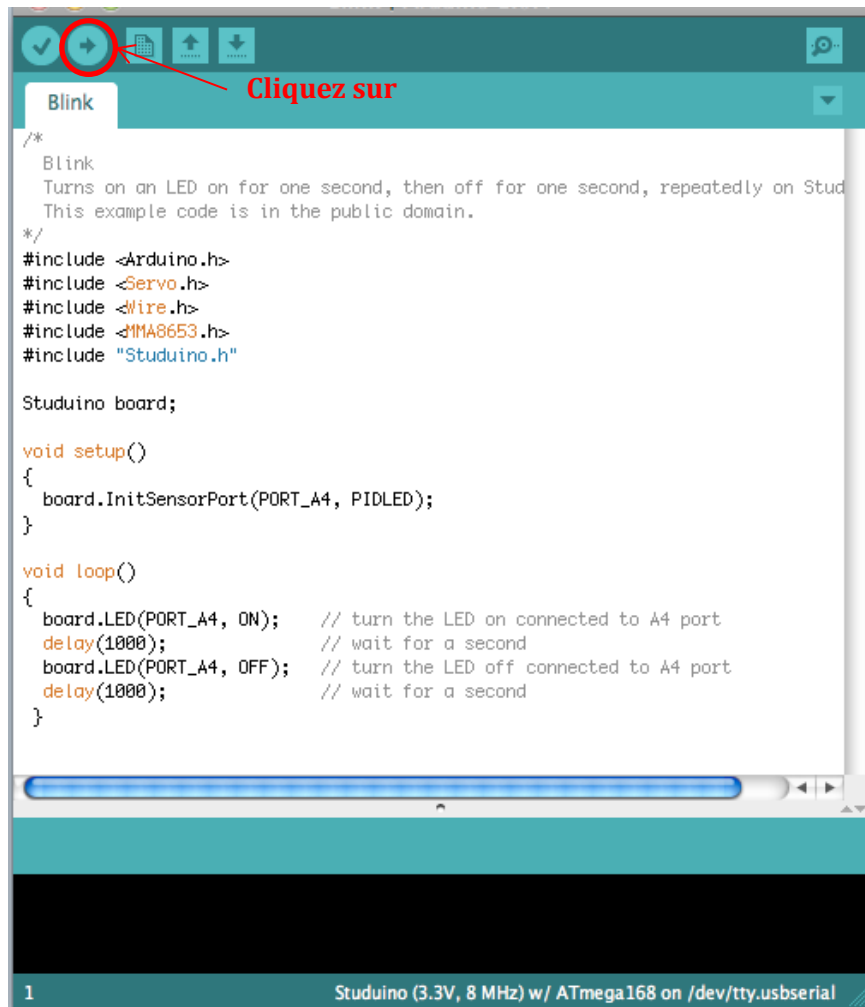 Cliquez sur
Blink
/*
  Blink
  Turns on an LED on for one second, then off for one second, repeatedly on Stud
  This example code is in the public domain.
*/
#include <Arduino.h>
#include <Servo.h>
#include <Wire.h>
#include <MMA8653.h>
#include "Studuino.h"

Studuino board;

void setup()
{
  board.InitSensorPort(PORT_A4, PIDLED);
}

void loop()
{
  board.LED(PORT_A4, ON);    // turn the LED on connected to A4 port
  delay(1000);               // wait for a second
  board.LED(PORT_A4, OFF);   // turn the LED off connected to A4 port
  delay(1000);               // wait for a second
 }
1 Studuino (3.3V, 8 MHz) w/ ATmega168 on /dev/tty.usbserial